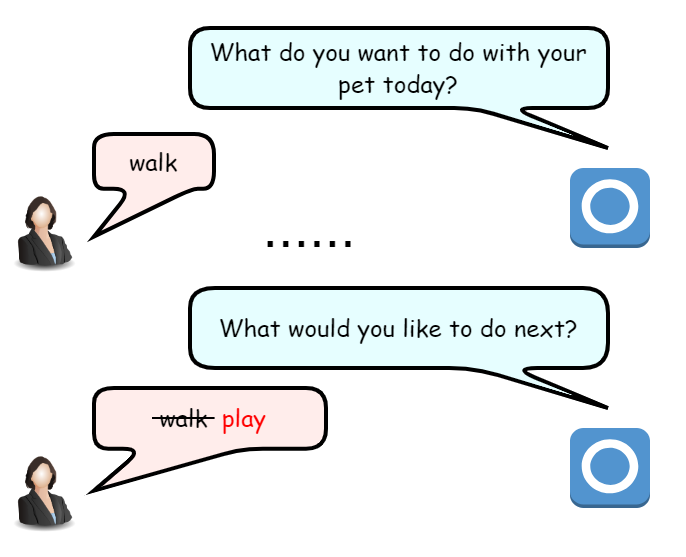 What do you want to do with your
pet today?
walk
......
What would you like to do next?
walk play